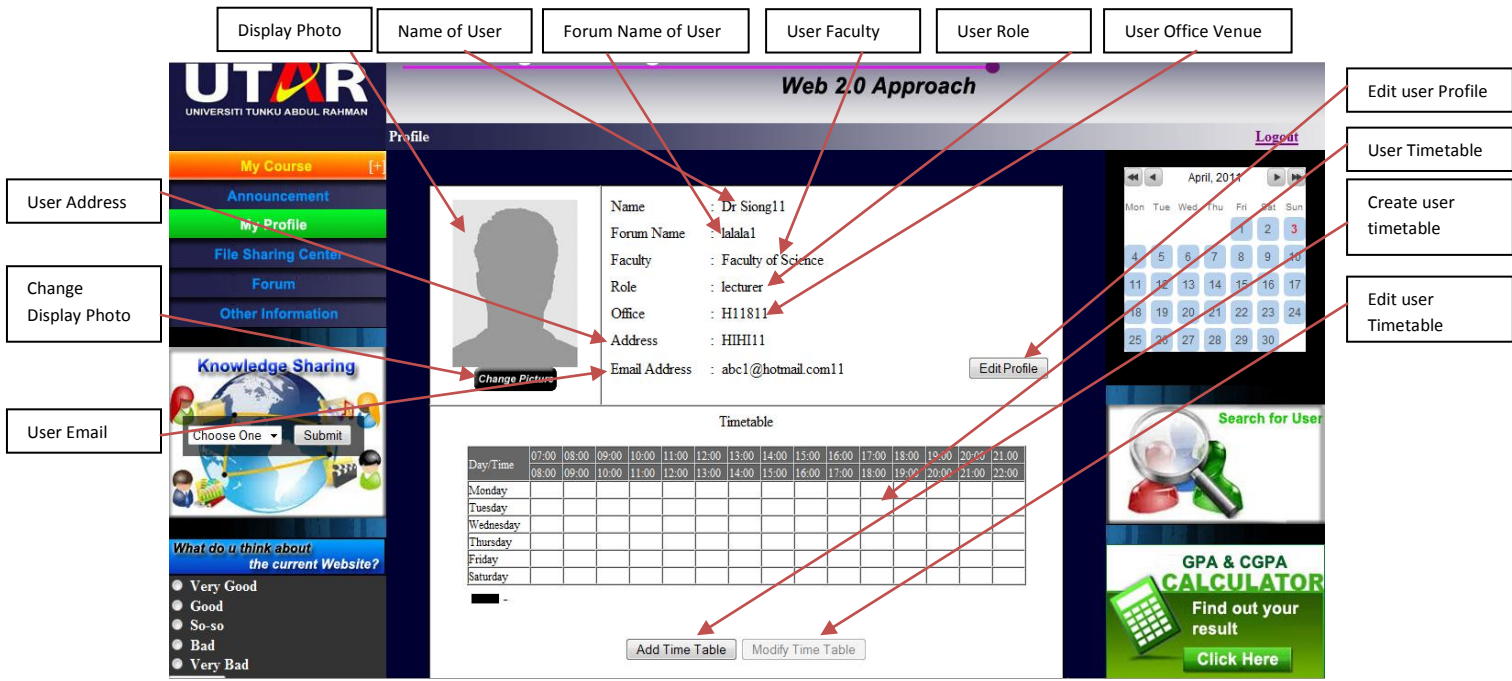 Display Photo
Name of User
Forum Name of User
User Faculty
User Role
User Office Venue
Edit user Profile
User Timetable
Create user
timetable
Edit user
Timetable
User Address
Change
Display Photo
User Email
UTAR
UNIVERSITI TUNKU ABDUL RAHMAN
Web 2.0 Approach
Profile
Logout
My Course [+]
Announcement
My Profile
File Sharing Center
Forum
Other Information
Knowledge Sharing
Choose One
Submit
What do u think about
the current Website?
Very Good
Good
So-so
Bad
Very Bad
Name : Dr Siong11
Forum Name : lalala1
Faculty : Faculty of Science
Role : lecturer
Office : H11811
Address : HIHI11
Email Address : abc1@hotmail.com11
Change Picture
Edit Profile
Timetable
Day/Time
07:00 08:00 09:00 10:00 11:00 12:00 13:00 14:00 15:00 16:00 17:00 18:00 19:00 20:00 21.00
08:00 09:00 10:00 11:00 12:00 13:00 14:00 15:00 16:00 17:00 18:00 19:00 20:00 21:00 22:00
Monday
Tuesday
Wednesday
Thursday
Friday
Saturday
-
Add Time Table
Modify Time Table
April, 2011
Mon Tue Wed Thu Fri Sat Sun
1 2 3
4 5 6 7 8 9 10
11 12 13 14 15 16 17
18 19 20 21 22 23 24
25 26 27 28 29 30
Search for User
GPA & CGPA
CALCULATOR
Find out your
result
Click Here